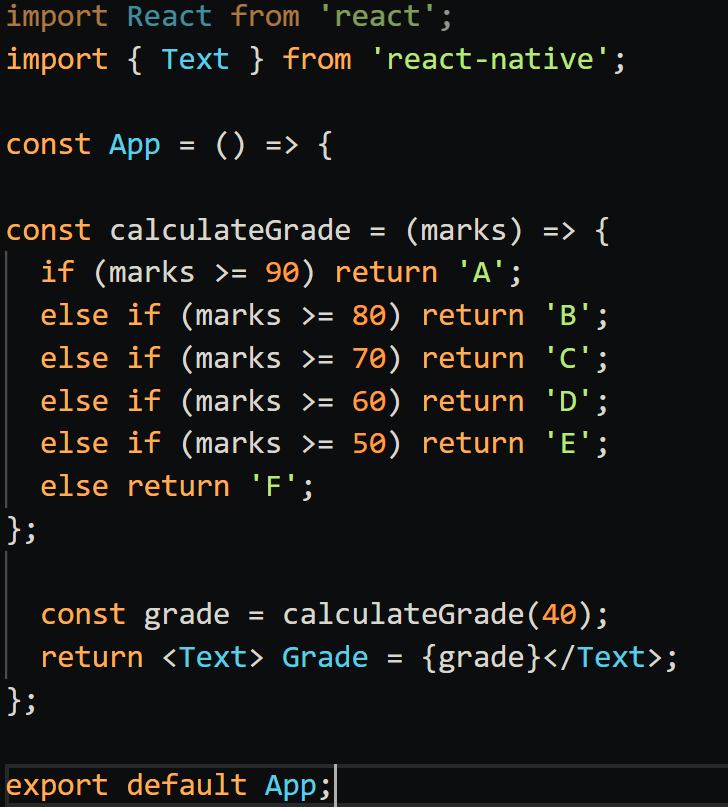 import React from 'react';
import { Text } from 'react-native';
const App = () => {
const calculateGrade = (marks) => {
if (marks >= 90) return 'A';
else if (marks >= 80) return 'B';
else if (marks >= 70) return 'C';
else if (marks >= 60) return 'D';
else if (marks >= 50) return 'E';
else return 'F';
};
const grade = calculateGrade(40);
return <Text> Grade = {grade}</Text>;
};
export default App;